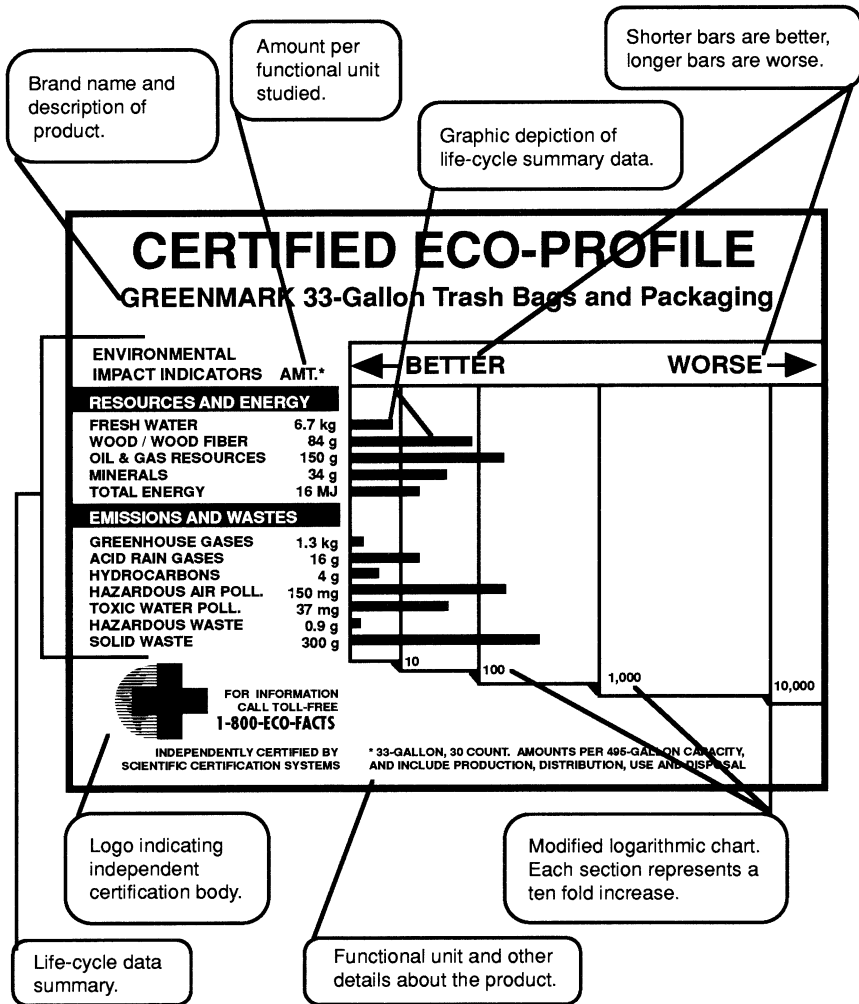 Brand name and
description of
product.
Amount per
functional unit
studied.
Shorter bars are better,
longer bars are worse.
Graphic depiction of
life-cycle summary data.
CERTIFIED ECO-PROFILE
GREENMARK 33-Gallon Trash Bags and Packaging
ENVIRONMENTAL
IMPACT INDICATORS AMT.*
BETTER WORSE
RESOURCES AND ENERGY
FRESH WATER 6.7 kg
WOOD / WOOD FIBER 84 g
OIL & GAS RESOURCES 150 g
MINERALS 34 g
TOTAL ENERGY 16 MJ
EMISSIONS AND WASTES
GREENHOUSE GASES 1.3 kg
ACID RAIN GASES 16 g
HYDROCARBONS 4 g
HAZARDOUS AIR POLL. 150 mg
TOXIC WATER POLL. 37 mg
HAZARDOUS WASTE 0.9 g
SOLID WASTE 300 g
10
100
1,000
10,000
FOR INFORMATION
CALL TOLL-FREE
1-800-ECO-FACTS
INDEPENDENTLY CERTIFIED BY
SCIENTIFIC CERTIFICATION SYSTEMS
* 33-GALLON, 30 COUNT. AMOUNTS PER 495-GALLON CAPACITY,
AND INCLUDE PRODUCTION, DISTRIBUTION, USE AND DISPOSAL
Logo indicating
independent
certification body.
Modified logarithmic chart.
Each section represents a
ten fold increase.
Life-cycle data
summary.
Functional unit and other
details about the product.